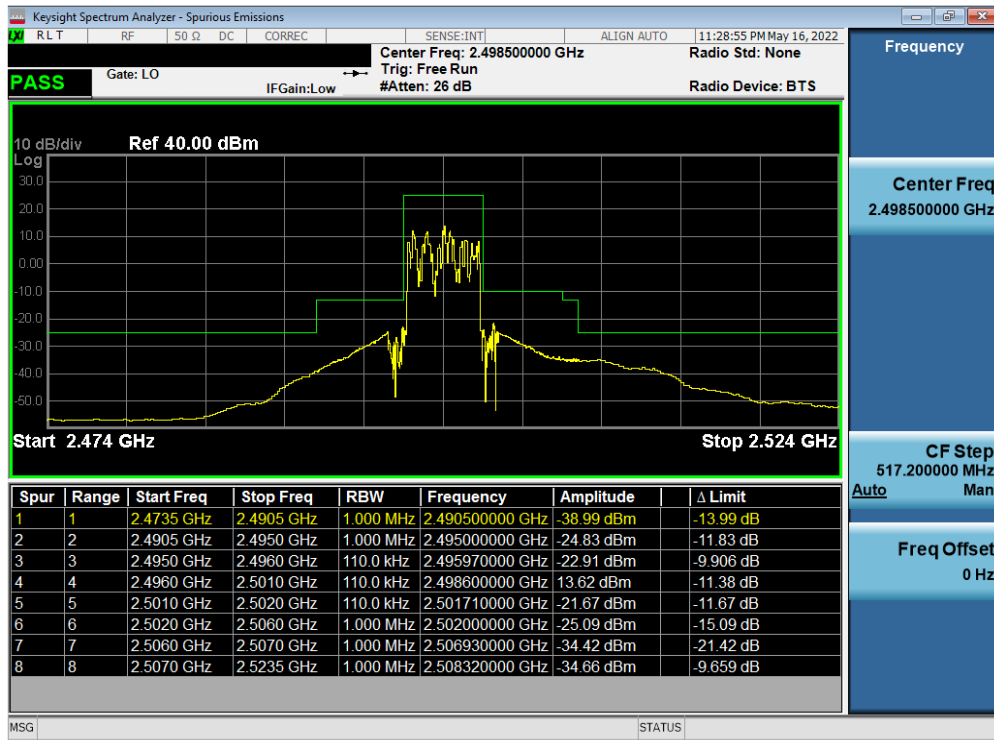 Keysight Spectrum Analyzer - Spurious Emissions
LXI RLT RF 50 Ω DC CORREC SENSE:INT ALIGN AUTO 11:28:55 PM May 16, 2022
Frequency
Center Freq: 2.498500000 GHz Radio Std: None
PASS Gate: LO Trig: Free Run
IFGain:Low #Atten: 26 dB Radio Device: BTS
10 dB/div Ref 40.00 dBm
Log
30.0
20.0
10.0
0.00
-10.0
-20.0
-30.0
-40.0
-50.0
Start 2.474 GHz Stop 2.524 GHz
Center Freq
2.498500000 GHz
CF Step
517.200000 MHz
Auto Man
Freq Offset
0 Hz
Spur Range Start Freq Stop Freq RBW Frequency Amplitude Δ Limit
1 1 2.4735 GHz 2.4905 GHz 1.000 MHz 2.490500000 GHz -38.99 dBm -13.99 dB
2 2 2.4905 GHz 2.4950 GHz 1.000 MHz 2.495000000 GHz -24.83 dBm -11.83 dB
3 3 2.4950 GHz 2.4960 GHz 110.0 kHz 2.495970000 GHz -22.91 dBm -9.906 dB
4 4 2.4960 GHz 2.5010 GHz 110.0 kHz 2.498600000 GHz 13.62 dBm -11.38 dB
5 5 2.5010 GHz 2.5020 GHz 110.0 kHz 2.501710000 GHz -21.67 dBm -11.67 dB
6 6 2.5020 GHz 2.5060 GHz 1.000 MHz 2.502000000 GHz -25.09 dBm -15.09 dB
7 7 2.5060 GHz 2.5070 GHz 1.000 MHz 2.506930000 GHz -34.42 dBm -21.42 dB
8 8 2.5070 GHz 2.5235 GHz 1.000 MHz 2.508320000 GHz -34.66 dBm -9.659 dB
MSG STATUS